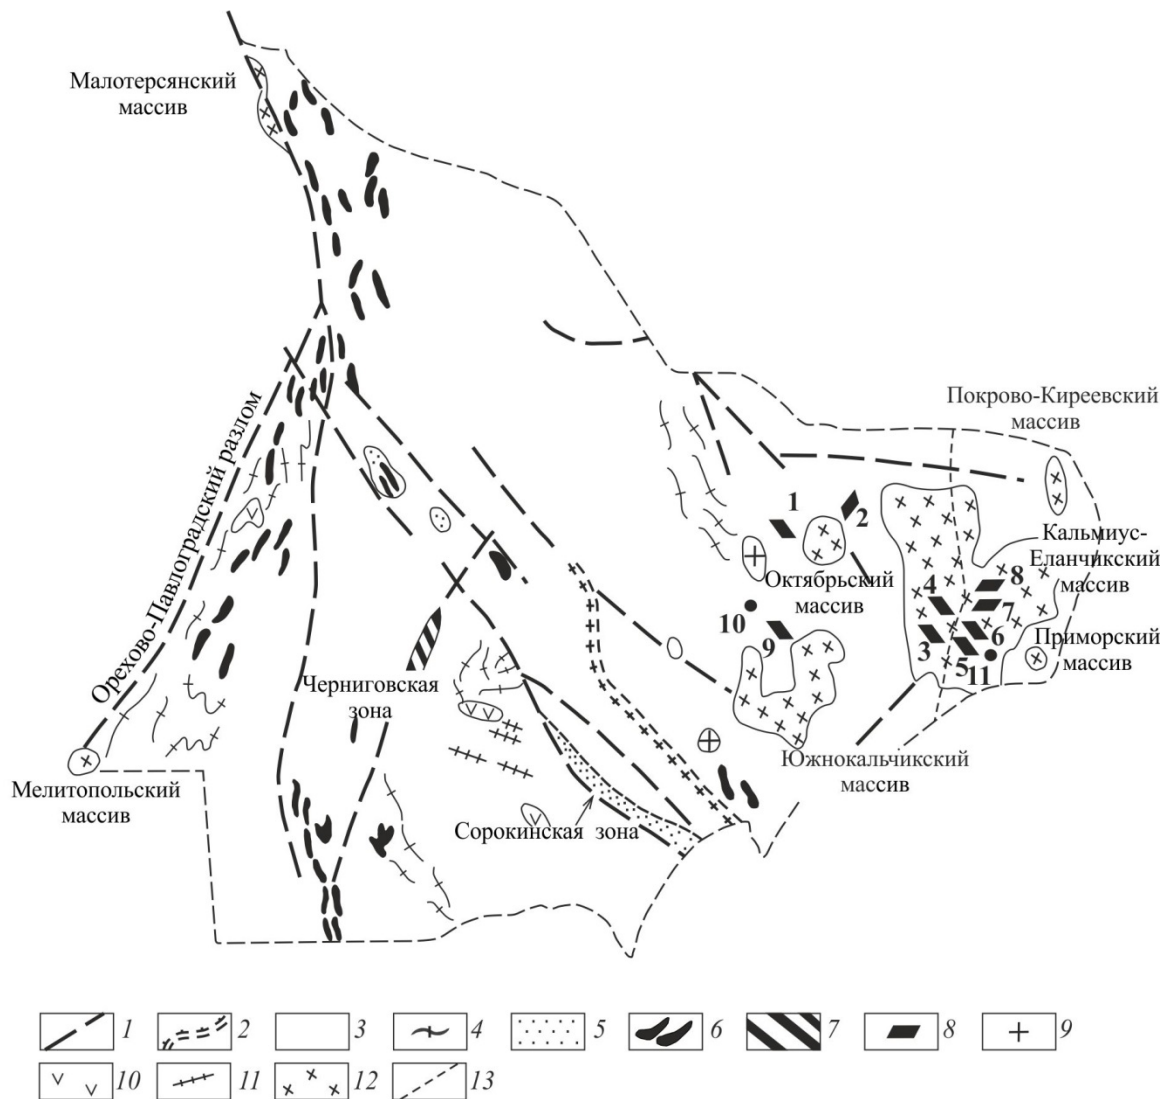 Малотерсянский
массив
Покрово-Киреевский
массив
Орехово-Павлоградский разлом
1
2
Кальмиус-
Еланчикский
массив
Октябрьский
массив
4
8
7
10
9
3
5
6
11
Приморский
массив
Черниговская
зона
Южнокальчикский
массив
Мелитопольский
массив
Сорокинская зона
1 2 3 4 5 6 7 8 9
10 11 12 13